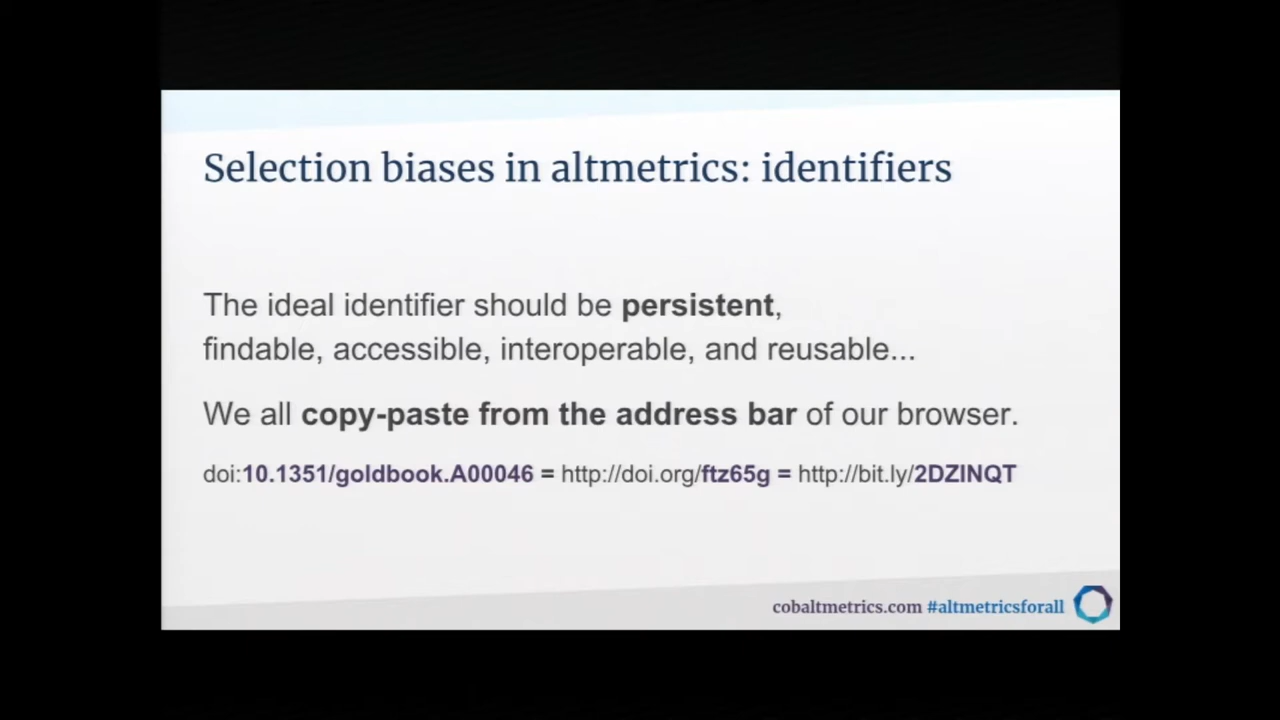 Selection biases in altmetrics: identifiers
The ideal identifier should be persistent,
findable, accessible, interoperable, and reusable...
We all copy-paste from the address bar of our browser.
doi:10.1351/goldbook.A00046 = http://doi.org/ftz65g = http://bit.ly/2DZINQT
cobaltmetrics.com #altmetricsforall